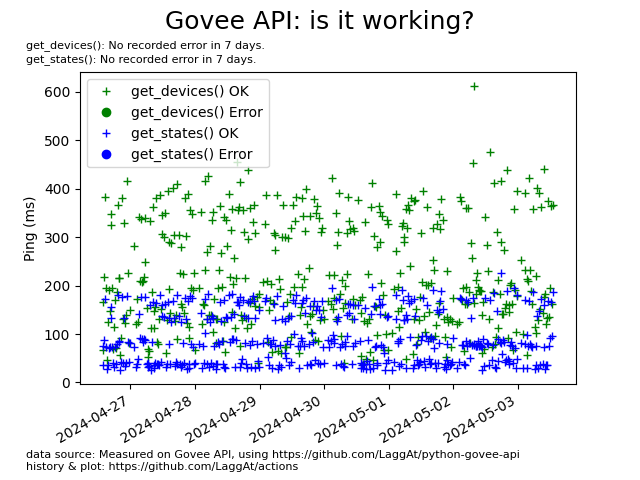 Govee API: is it working?
get_devices(): No recorded error in 7 days.
get_states(): No recorded error in 7 days.
get_devices() OK
get_devices() Error
get_states() OK
get_states() Error
Ping (ms)
600
500
400
300
200
100
0
2024-04-27
2024-04-28
2024-04-29
2024-04-30
2024-05-01
2024-05-02
2024-05-03
data source: Measured on Govee API, using https://github.com/LaggAt/python-govee-api
history & plot: https://github.com/LaggAt/actions